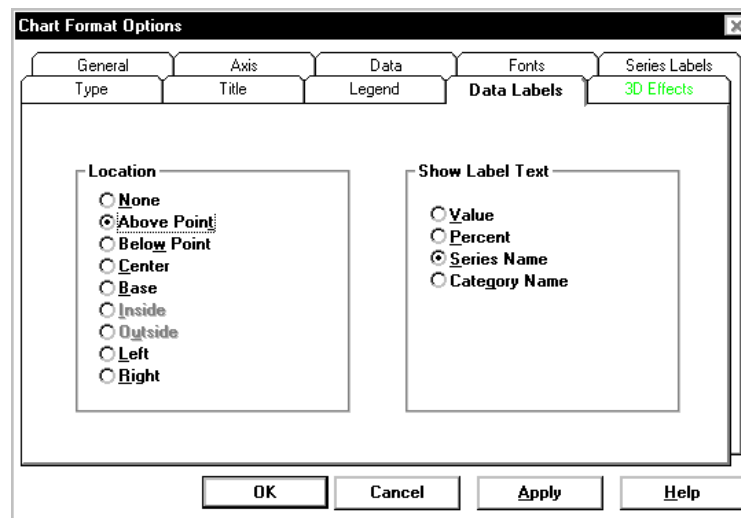 Chart Format Options
General Axis Data Fonts Series Labels
Type Title Legend Data Labels 3D Effects
Location
None
Above Point
Below Point
Center
Base
Inside
Outside
Left
Right
Show Label Text
Value
Percent
Series Name
Category Name
OK Cancel Apply Help